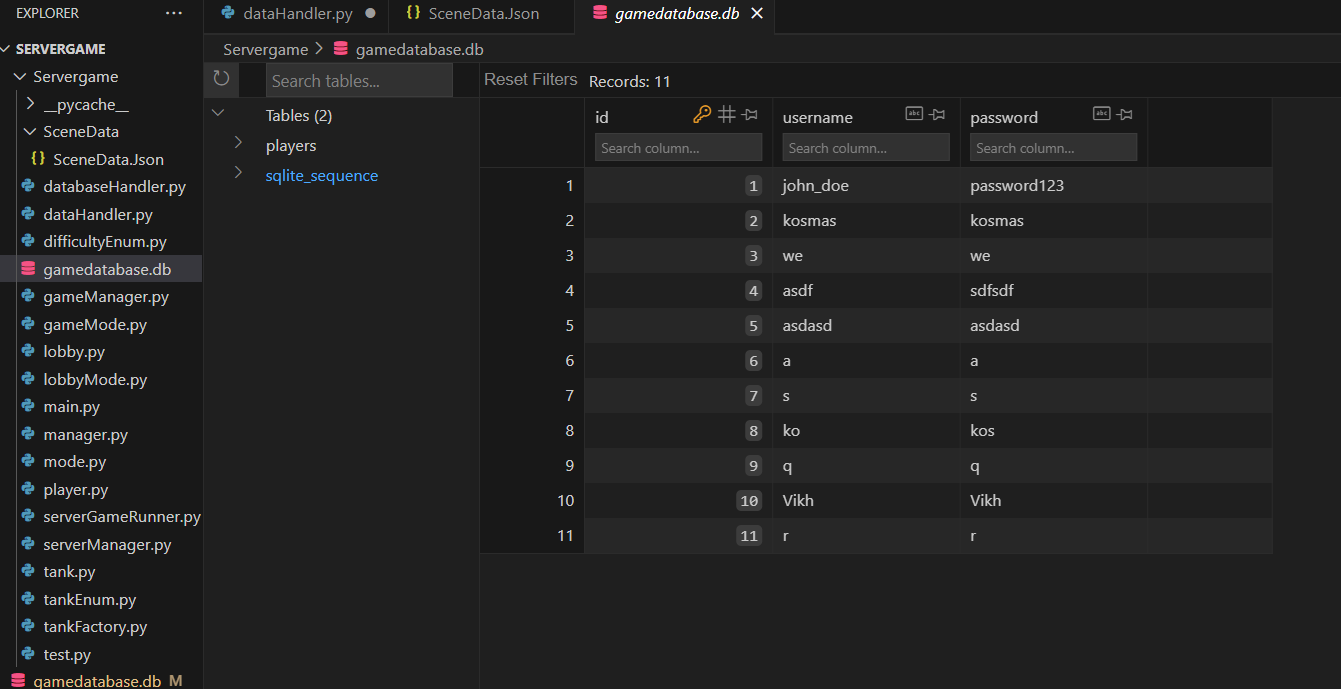 EXPLORER ···
SERVERGAME
Servergame
__pycache__
SceneData
{} SceneData.Json
databaseHandler.py
dataHandler.py
difficultyEnum.py
gamedatabase.db
gameManager.py
gameMode.py
lobby.py
lobbyMode.py
main.py
manager.py
mode.py
player.py
serverGameRunner.py
serverManager.py
tank.py
tankEnum.py
tankFactory.py
test.py
gamedatabase.db M
dataHandler.py ● {} SceneData.Json gamedatabase.db ×
Servergame > gamedatabase.db
Search tables...
Tables (2)
players
sqlite_sequence
Reset Filters Records: 11
id username abc password abc
Search column... Search column... Search column...
1 1 john_doe password123
2 2 kosmas kosmas
3 3 we we
4 4 asdf sdfsdf
5 5 asdasd asdasd
6 6 a a
7 7 s s
8 8 ko kos
9 9 q q
10 10 Vikh Vikh
11 11 r r